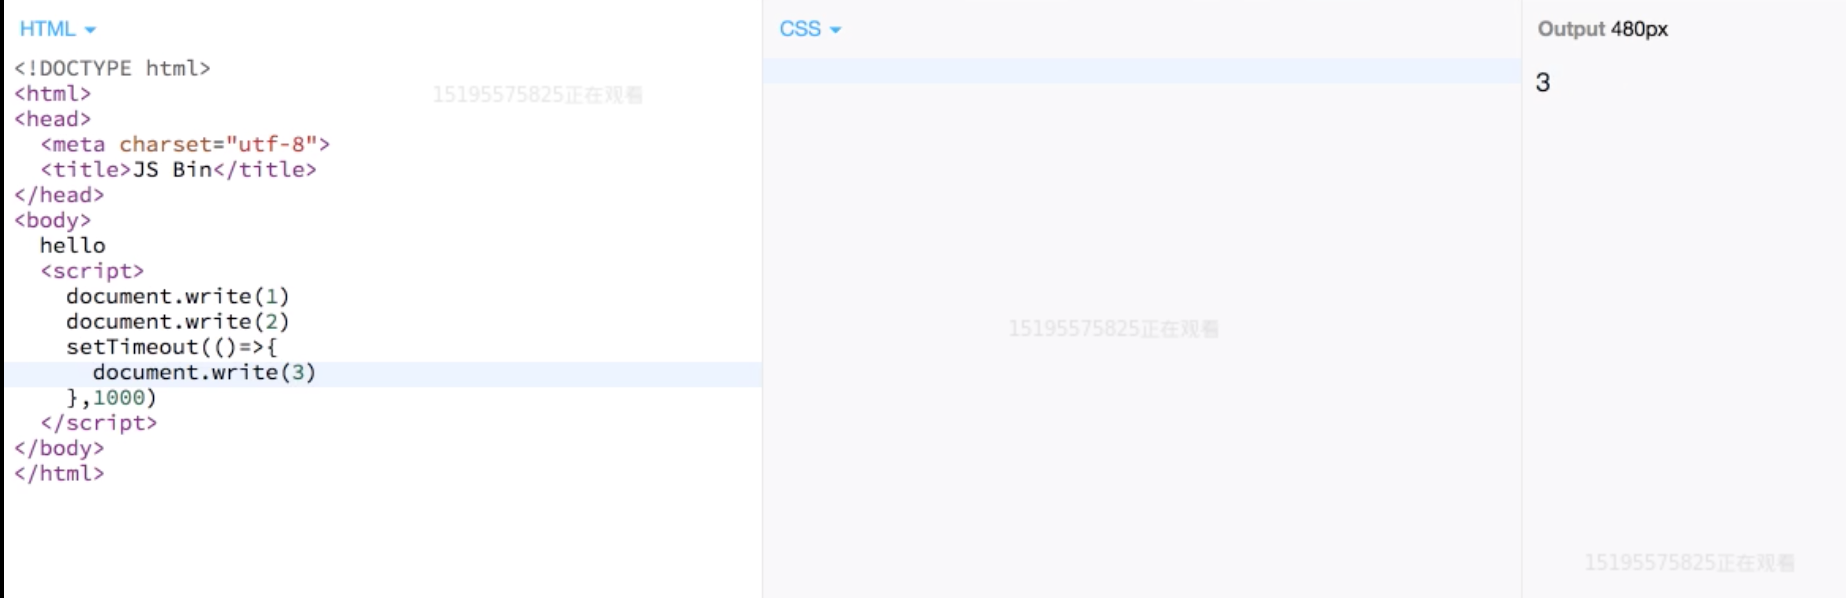 HTML
<!DOCTYPE html>
<html>
<head>
  <meta charset="utf-8">
  <title>JS Bin</title>
</head>
<body>
  hello
  <script>
    document.write(1)
    document.write(2)
    setTimeout(()=>{
      document.write(3)
    },1000)
  </script>
</body>
</html>
15195575825正在观看
CSS
15195575825正在观看
Output 480px
3
15195575825正在观看